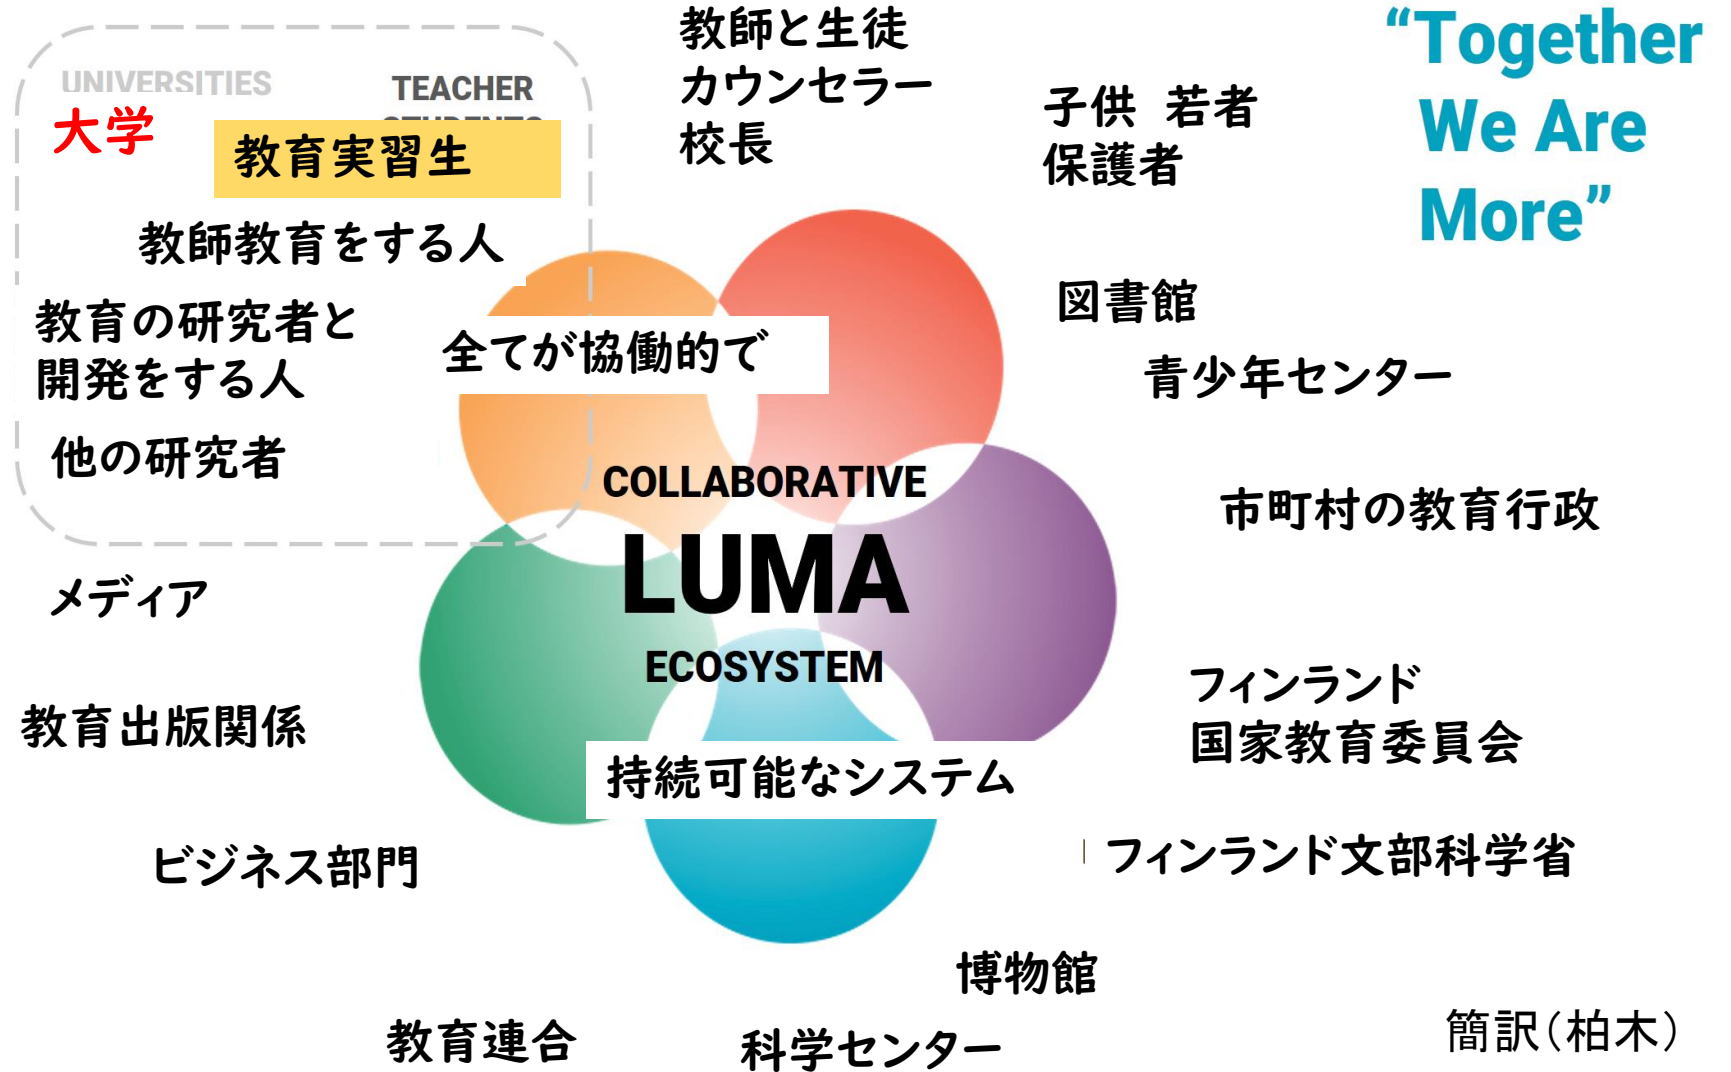 UNIVERSITIES
大学
TEACHER
STUDENTS
教育実習生
教師教育をする人
教育の研究者と
開発をする人
他の研究者
教師と生徒
カウンセラー
校長
子供 若者
保護者
“Together
We Are
More”
図書館
青少年センター
全てが協働的で
COLLABORATIVE
LUMA
ECOSYSTEM
持続可能なシステム
市町村の教育行政
メディア
教育出版関係
フィンランド
国家教育委員会
ビジネス部門
フィンランド文部科学省
博物館
教育連合
科学センター
簡訳（柏木）